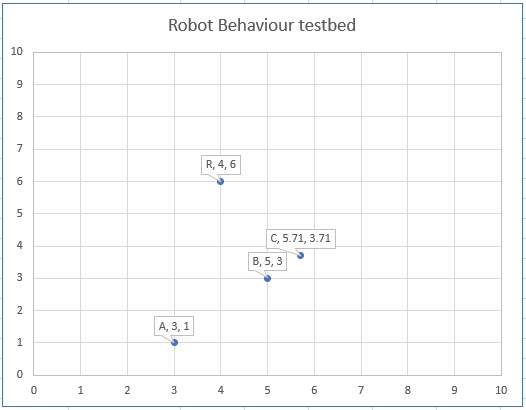 Robot Behaviour testbed
10
9
8
7
R, 4, 6
6
5
C, 5.71, 3.71
4
B, 5, 3
3
2
A, 3, 1
1
0
0 1 2 3 4 5 6 7 8 9 10